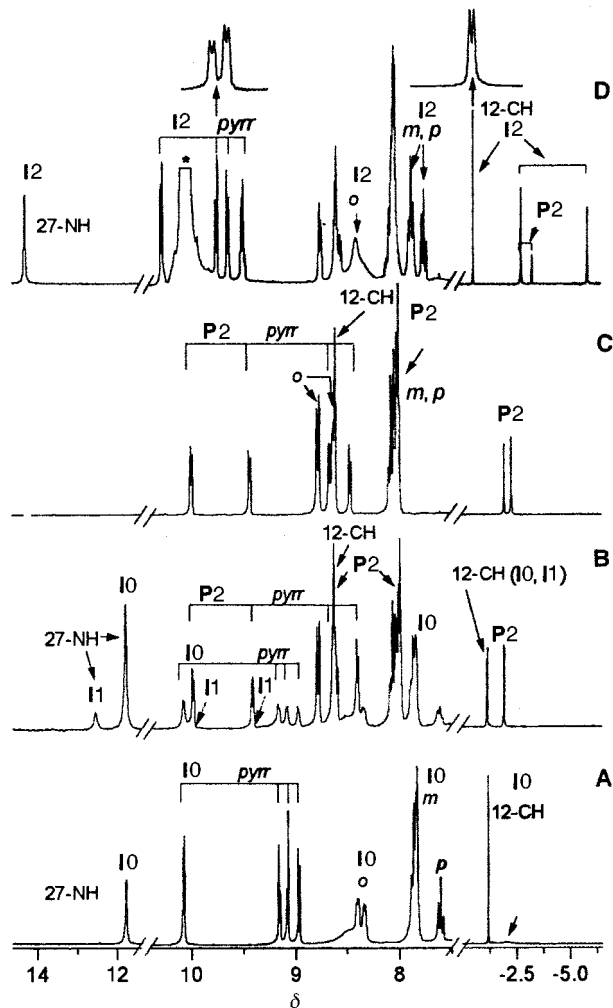 D
I2
pyrr
12-CH
I2
I2
m, p
I2
*
I2
o
P2
27-NH
12-CH
C
P2
pyrr
P2
o
m, p
P2
12-CH
B
I0
P2
pyrr
P2
12-CH (I0, I1)
27-NH
I0
pyrr
I0
P2
I1
I1
I1
A
I0
pyrr
I0
m
I0
12-CH
I0
27-NH
I0
o
p
14 12 10 9 8 -2.5 -5.0
δ